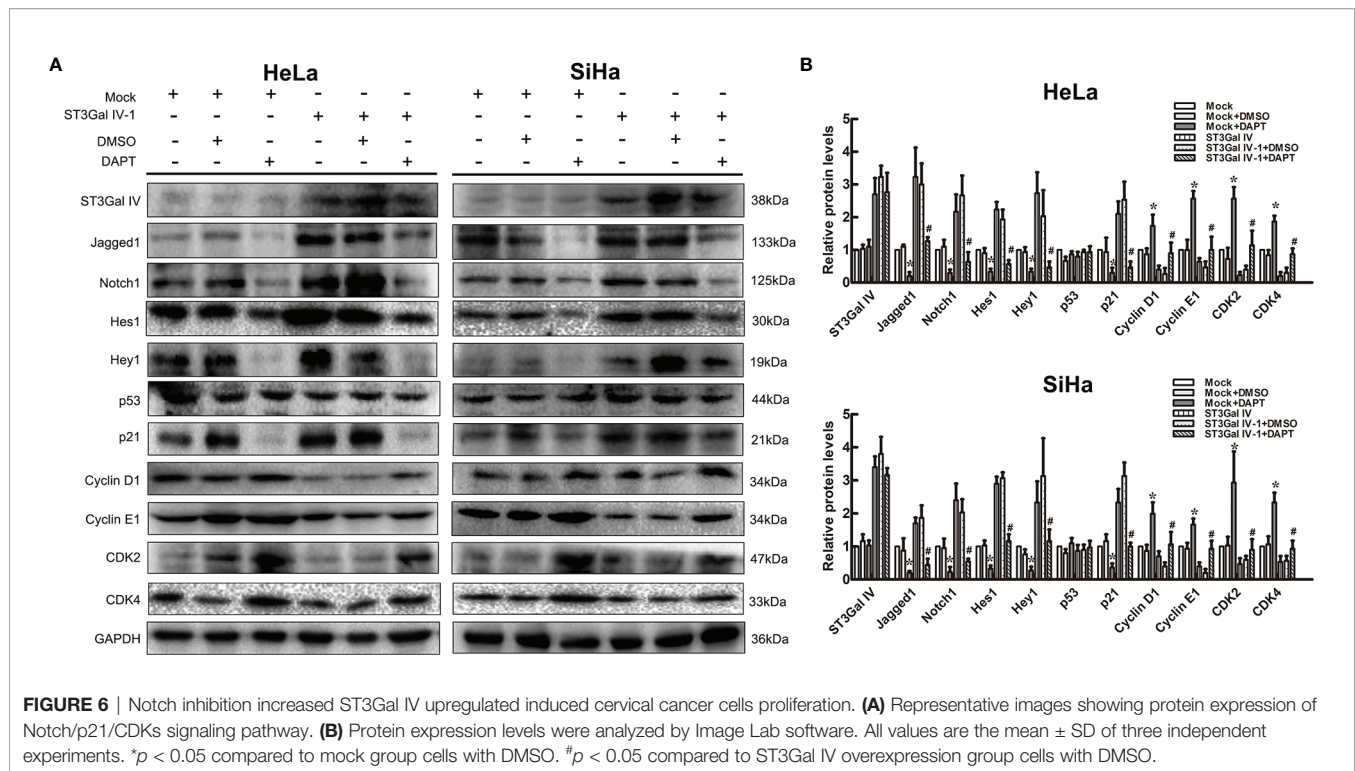 A
HeLa
SiHa
Mock + + + - - - + + + - - -
ST3Gal IV-1 - - - + + + - - - + + +
DMSO - + - - + - - + - - + -
DAPT - - + - - + - - + - - +
ST3Gal IV 38kDa
Jagged1 133kDa
Notch1 125kDa
Hes1 30kDa
Hey1 19kDa
p53 44kDa
p21 21kDa
Cyclin D1 34kDa
Cyclin E1 34kDa
CDK2 47kDa
CDK4 33kDa
GAPDH 36kDa
B
HeLa
Mock
Mock+DMSO
Mock+DAPT
ST3Gal IV
ST3Gal IV-1+DMSO
ST3Gal IV-1+DAPT
Relative protein levels
5
4
3
2
1
0
* # * # * # * # * # * # * # * # * #
ST3Gal IV Jagged1 Notch1 Hes1 Hey1 p53 p21 Cyclin D1 Cyclin E1 CDK2 CDK4
SiHa
Mock
Mock+DMSO
Mock+DAPT
ST3Gal IV
ST3Gal IV-1+DMSO
ST3Gal IV-1+DAPT
Relative protein levels
5
4
3
2
1
0
* # * # * # * # * # * # * # * # * #
ST3Gal IV Jagged1 Notch1 Hes1 Hey1 p53 p21 Cyclin D1 Cyclin E1 CDK2 CDK4
FIGURE 6 | Notch inhibition increased ST3Gal IV upregulated induced cervical cancer cells proliferation. (A) Representative images showing protein expression of
Notch/p21/CDKs signaling pathway. (B) Protein expression levels were analyzed by Image Lab software. All values are the mean ± SD of three independent
experiments. *p < 0.05 compared to mock group cells with DMSO. #p < 0.05 compared to ST3Gal IV overexpression group cells with DMSO.